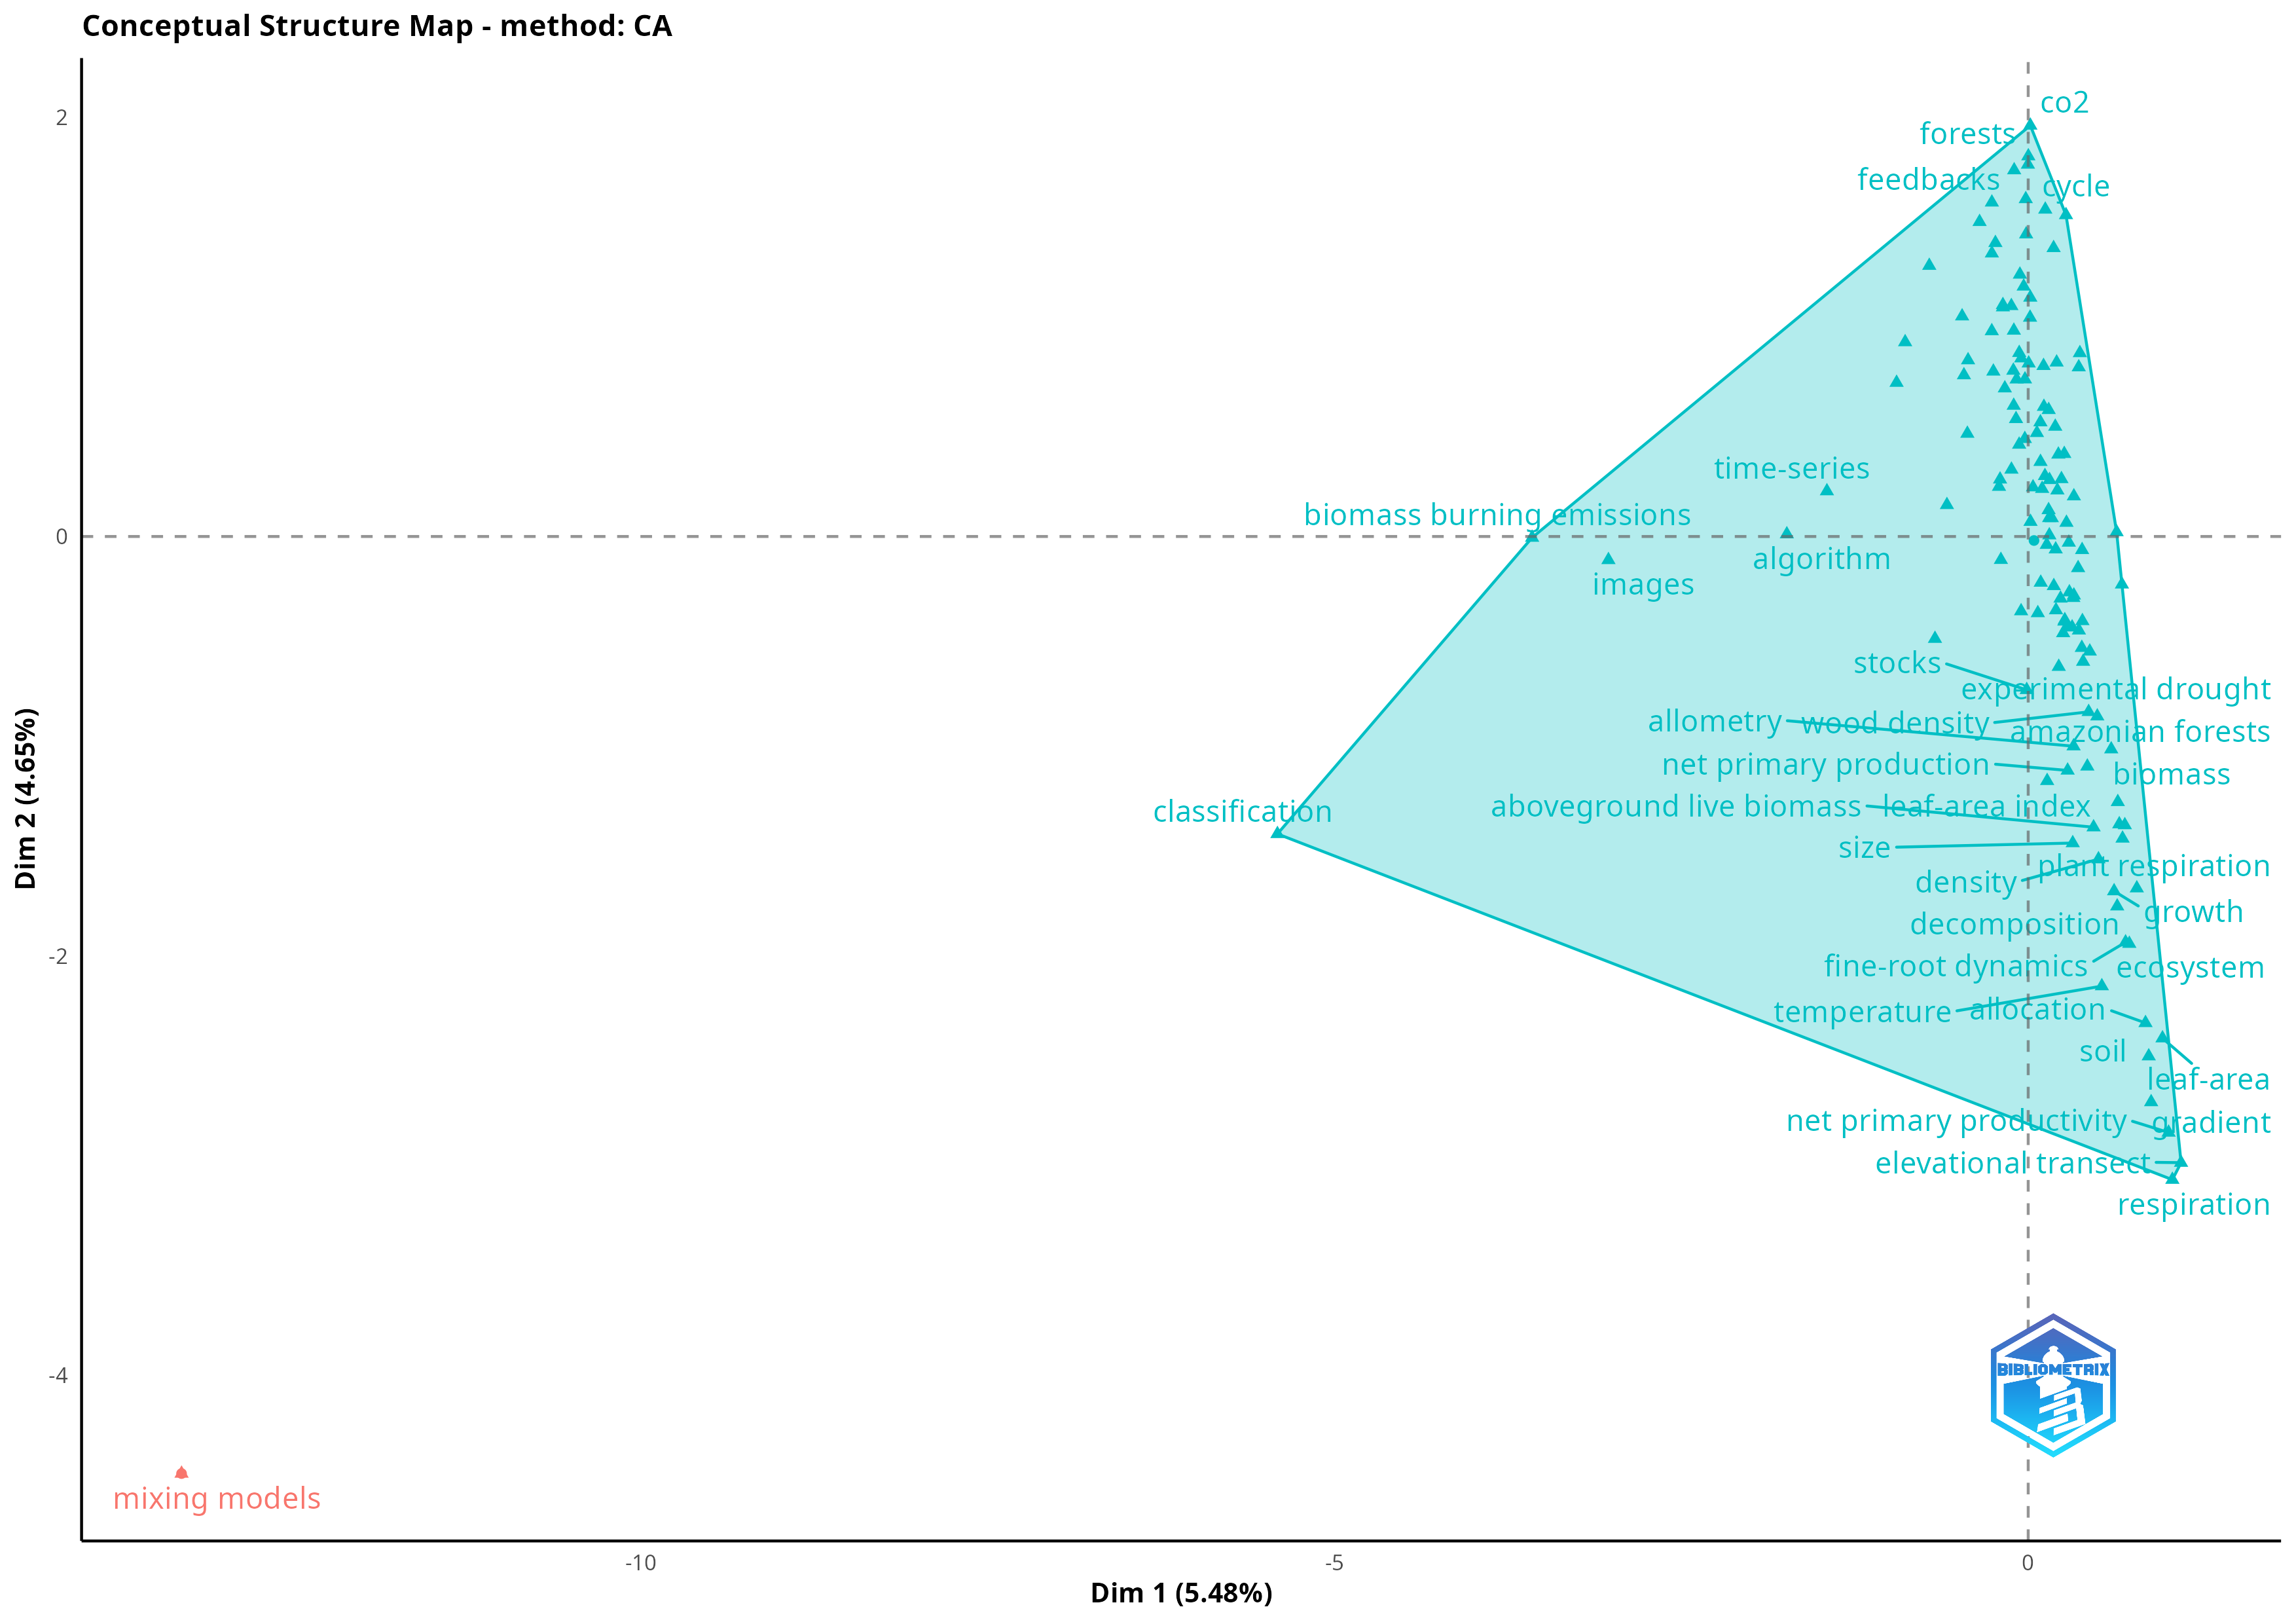 Conceptual Structure Map - method: CA
2
co2
forests
feedbacks
cycle
time-series
biomass burning emissions
0
algorithm
images
stocks
experimental drought
allometry
wood density
amazonian forests
net primary production
biomass
aboveground live biomass
leaf-area index
classification
size
plant respiration
density
growth
decomposition
-2
fine-root dynamics
ecosystem
temperature
allocation
soil
leaf-area
net primary productivity
gradient
elevational transect
respiration
-4
BIBLIOMETRIX
mixing models
-10
-5
0
Dim 1 (5.48%)
Dim 2 (4.65%)